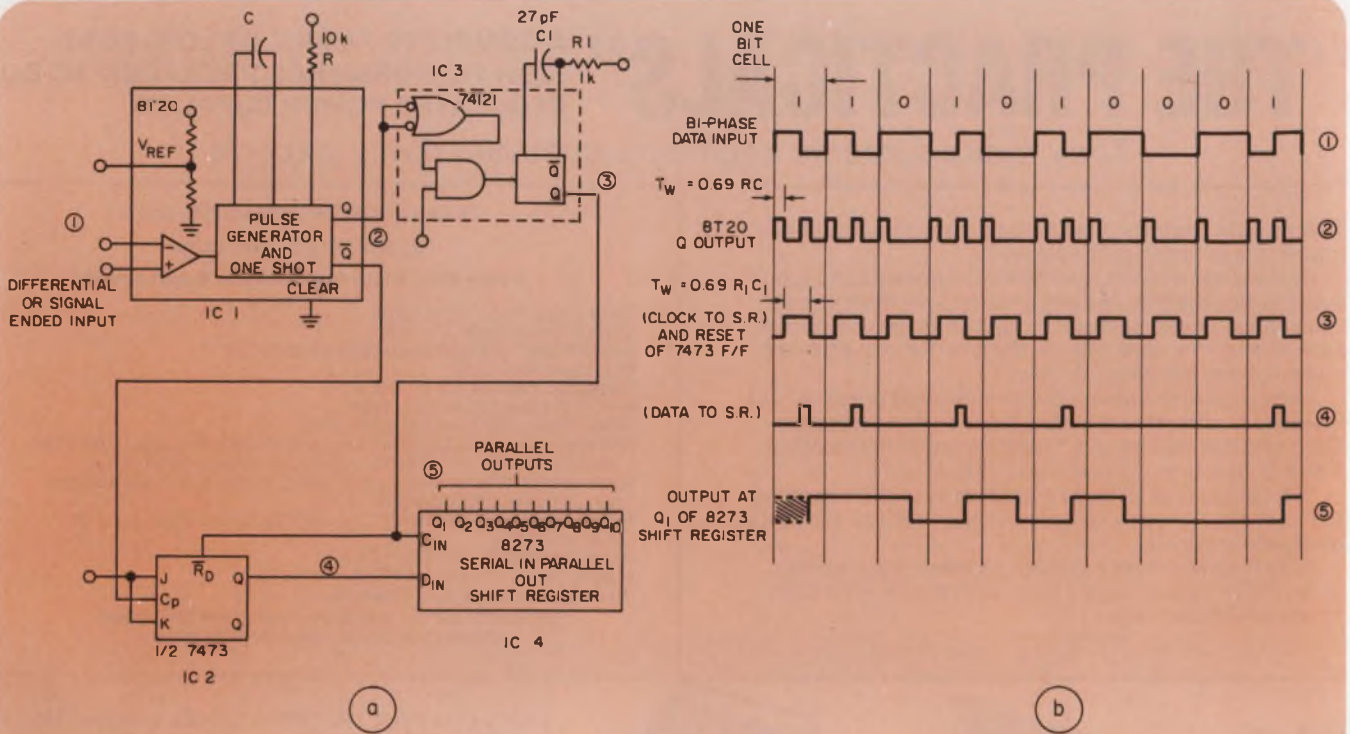 C
10 k
R
27 pF
C1
R1
1k
IC 3
74121
8T20
VREF
①
PULSE
GENERATOR
AND
ONE SHOT
Q
②
Q̅
CLEAR
Q̅
Q
③
DIFFERENTIAL
OR SIGNAL
ENDED INPUT
IC 1
PARALLEL
OUTPUTS
⑤
Q1 Q2 Q3 Q4 Q5 Q6 Q7 Q8 Q9 Q10
CIN
8273
SERIAL IN PARALLEL
OUT
SHIFT REGISTER
DIN
④
IC 4
R̅D
J
Q
CP
K
Q
1/2 7473
IC 2
a
ONE
BIT
CELL
1 1 0 1 0 1 0 0 0 1
BI-PHASE
DATA INPUT
①
TW = 0.69 RC
8T20
Q OUTPUT
②
TW = 0.69 R1C1
(CLOCK TO S.R.)
AND RESET
OF 7473 F/F
③
(DATA TO S.R.)
④
OUTPUT AT
Q1 OF 8273
SHIFT REGISTER
⑤
b